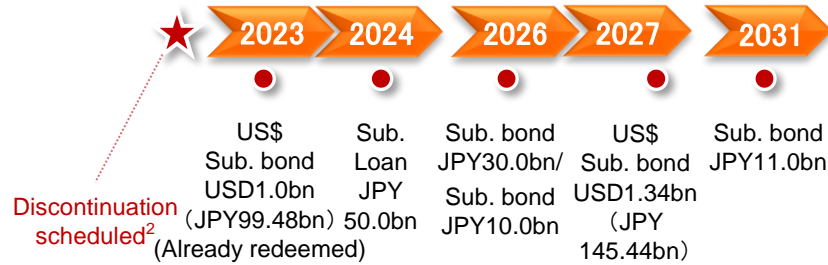 2023
2024
2026
2027
2031
US$
Sub. bond
USD1.0bn
（JPY99.48bn）
(Already redeemed)
Sub.
Loan
JPY
50.0bn
Sub. bond
JPY30.0bn/
Sub. bond
JPY10.0bn
US$
Sub. bond
USD1.34bn
（JPY
145.44bn）
Sub. bond
JPY11.0bn
Discontinuation
scheduled2